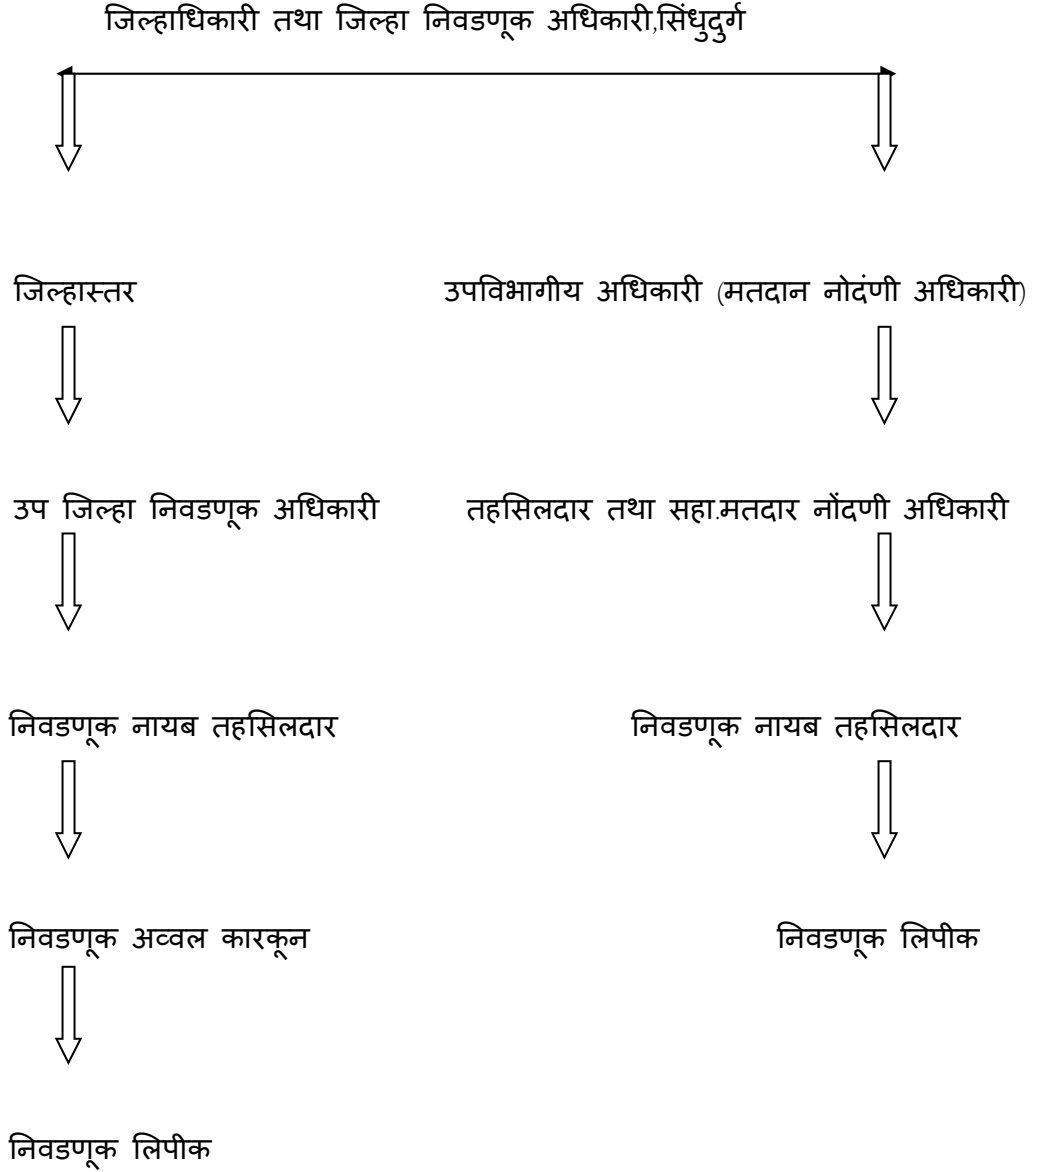 जिल्हाधिकारी तथा जिल्हा निवडणूक अधिकारी,सिंधुदुर्ग
जिल्हास्तर
उपविभागीय अधिकारी (मतदान नोदंणी अधिकारी)
उप जिल्हा निवडणूक अधिकारी
तहसिलदार तथा सहा.मतदार नोंदणी अधिकारी
निवडणूक नायब तहसिलदार
निवडणूक नायब तहसिलदार
निवडणूक अव्वल कारकून
निवडणूक लिपीक
निवडणूक लिपीक